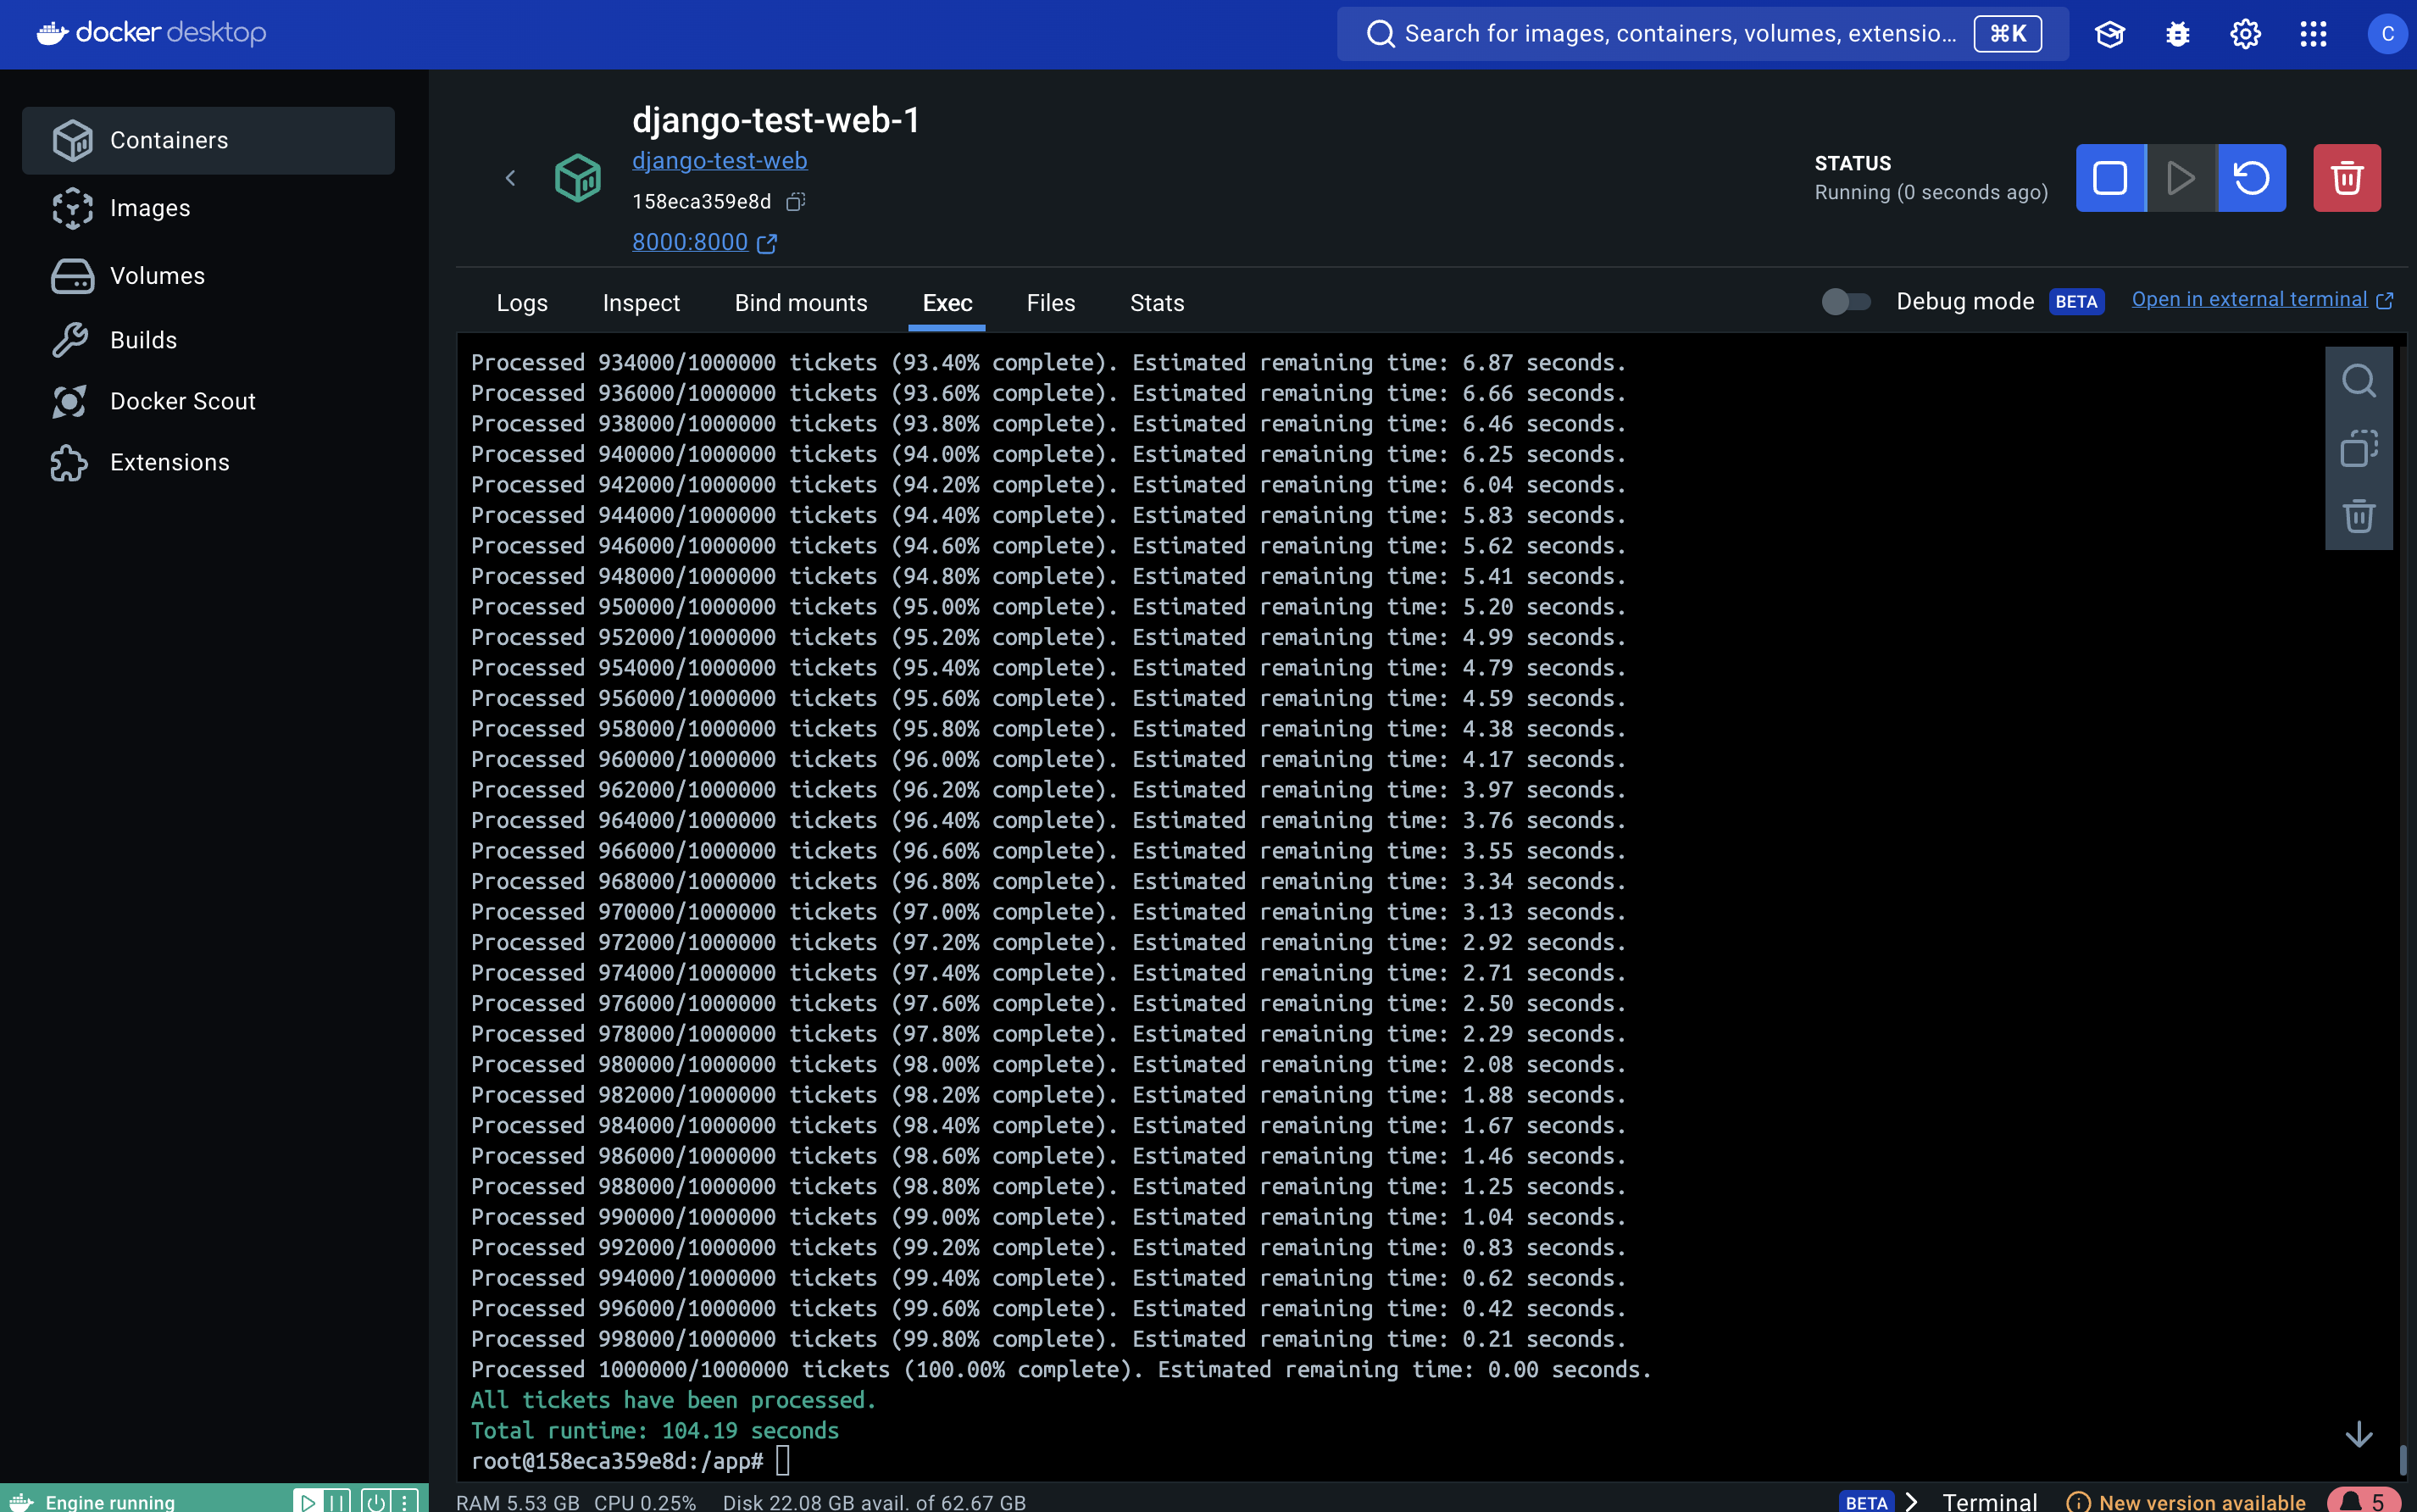 docker desktop
Search for images, containers, volumes, extensio...
⌘K
C
Containers
Images
Volumes
Builds
Docker Scout
Extensions
django-test-web-1
django-test-web
158eca359e8d
8000:8000
STATUS
Running (0 seconds ago)
Logs Inspect Bind mounts Exec Files Stats
Debug mode BETA Open in external terminal
Processed 934000/1000000 tickets (93.40% complete). Estimated remaining time: 6.87 seconds.
Processed 936000/1000000 tickets (93.60% complete). Estimated remaining time: 6.66 seconds.
Processed 938000/1000000 tickets (93.80% complete). Estimated remaining time: 6.46 seconds.
Processed 940000/1000000 tickets (94.00% complete). Estimated remaining time: 6.25 seconds.
Processed 942000/1000000 tickets (94.20% complete). Estimated remaining time: 6.04 seconds.
Processed 944000/1000000 tickets (94.40% complete). Estimated remaining time: 5.83 seconds.
Processed 946000/1000000 tickets (94.60% complete). Estimated remaining time: 5.62 seconds.
Processed 948000/1000000 tickets (94.80% complete). Estimated remaining time: 5.41 seconds.
Processed 950000/1000000 tickets (95.00% complete). Estimated remaining time: 5.20 seconds.
Processed 952000/1000000 tickets (95.20% complete). Estimated remaining time: 4.99 seconds.
Processed 954000/1000000 tickets (95.40% complete). Estimated remaining time: 4.79 seconds.
Processed 956000/1000000 tickets (95.60% complete). Estimated remaining time: 4.59 seconds.
Processed 958000/1000000 tickets (95.80% complete). Estimated remaining time: 4.38 seconds.
Processed 960000/1000000 tickets (96.00% complete). Estimated remaining time: 4.17 seconds.
Processed 962000/1000000 tickets (96.20% complete). Estimated remaining time: 3.97 seconds.
Processed 964000/1000000 tickets (96.40% complete). Estimated remaining time: 3.76 seconds.
Processed 966000/1000000 tickets (96.60% complete). Estimated remaining time: 3.55 seconds.
Processed 968000/1000000 tickets (96.80% complete). Estimated remaining time: 3.34 seconds.
Processed 970000/1000000 tickets (97.00% complete). Estimated remaining time: 3.13 seconds.
Processed 972000/1000000 tickets (97.20% complete). Estimated remaining time: 2.92 seconds.
Processed 974000/1000000 tickets (97.40% complete). Estimated remaining time: 2.71 seconds.
Processed 976000/1000000 tickets (97.60% complete). Estimated remaining time: 2.50 seconds.
Processed 978000/1000000 tickets (97.80% complete). Estimated remaining time: 2.29 seconds.
Processed 980000/1000000 tickets (98.00% complete). Estimated remaining time: 2.08 seconds.
Processed 982000/1000000 tickets (98.20% complete). Estimated remaining time: 1.88 seconds.
Processed 984000/1000000 tickets (98.40% complete). Estimated remaining time: 1.67 seconds.
Processed 986000/1000000 tickets (98.60% complete). Estimated remaining time: 1.46 seconds.
Processed 988000/1000000 tickets (98.80% complete). Estimated remaining time: 1.25 seconds.
Processed 990000/1000000 tickets (99.00% complete). Estimated remaining time: 1.04 seconds.
Processed 992000/1000000 tickets (99.20% complete). Estimated remaining time: 0.83 seconds.
Processed 994000/1000000 tickets (99.40% complete). Estimated remaining time: 0.62 seconds.
Processed 996000/1000000 tickets (99.60% complete). Estimated remaining time: 0.42 seconds.
Processed 998000/1000000 tickets (99.80% complete). Estimated remaining time: 0.21 seconds.
Processed 1000000/1000000 tickets (100.00% complete). Estimated remaining time: 0.00 seconds.
All tickets have been processed.
Total runtime: 104.19 seconds
root@158eca359e8d:/app#
Engine running
RAM 5.53 GB CPU 0.25% Disk 22.08 GB avail. of 62.67 GB
BETA Terminal New version available 5